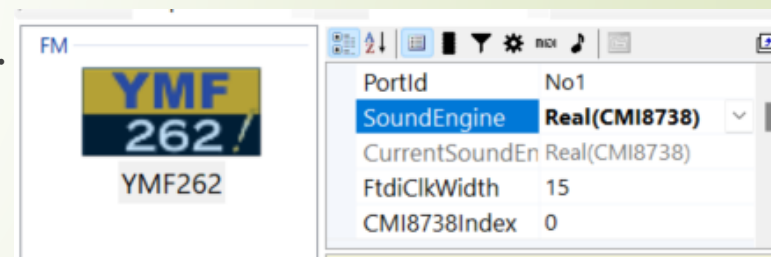 FM
YMF
262
YMF262
PortId No1
SoundEngine Real(CMI8738)
CurrentSoundEn Real(CMI8738)
FtdiClkWidth 15
CMI8738Index 0